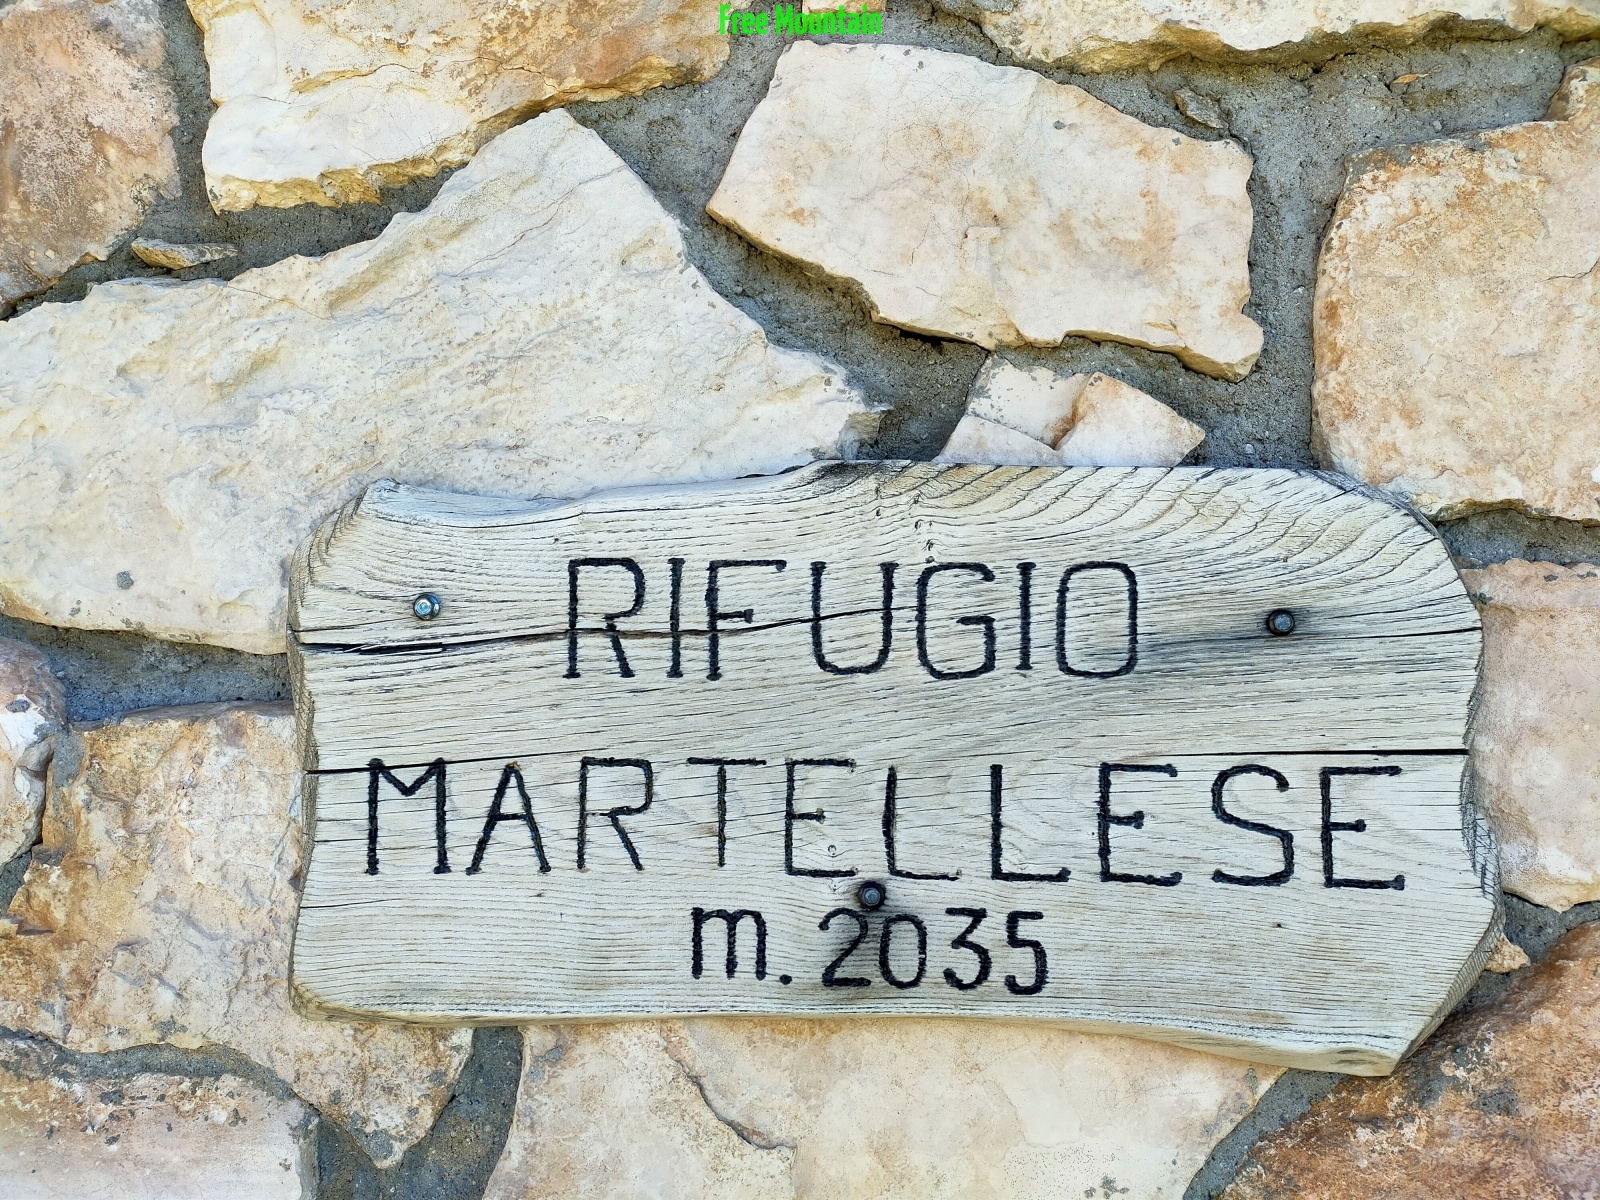 Free Mountain
RIFUGIO
MARTELLESE
m. 2035